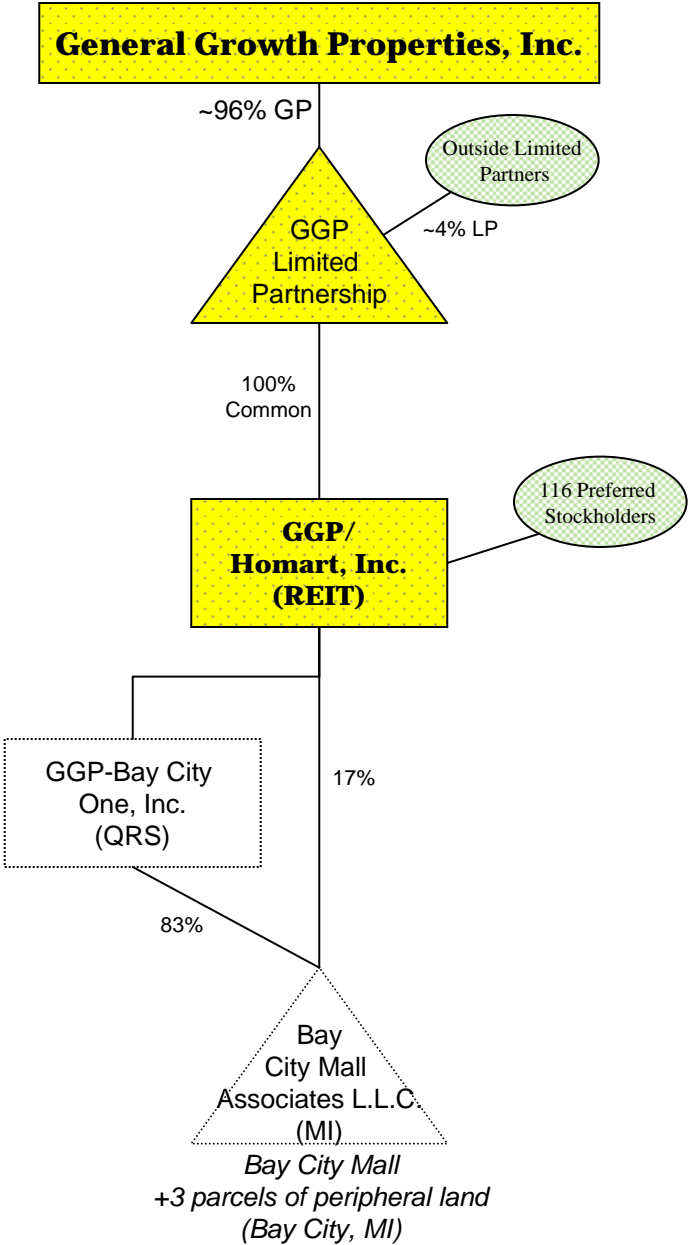 General Growth Properties, Inc.
~96% GP
Outside Limited
Partners
~4% LP
GGP
Limited
Partnership
100%
Common
116 Preferred
Stockholders
GGP/
Homart, Inc.
(REIT)
GGP-Bay City
One, Inc.
(QRS)
17%
83%
Bay
City Mall
Associates L.L.C.
(MI)
Bay City Mall
+3 parcels of peripheral land
(Bay City, MI)